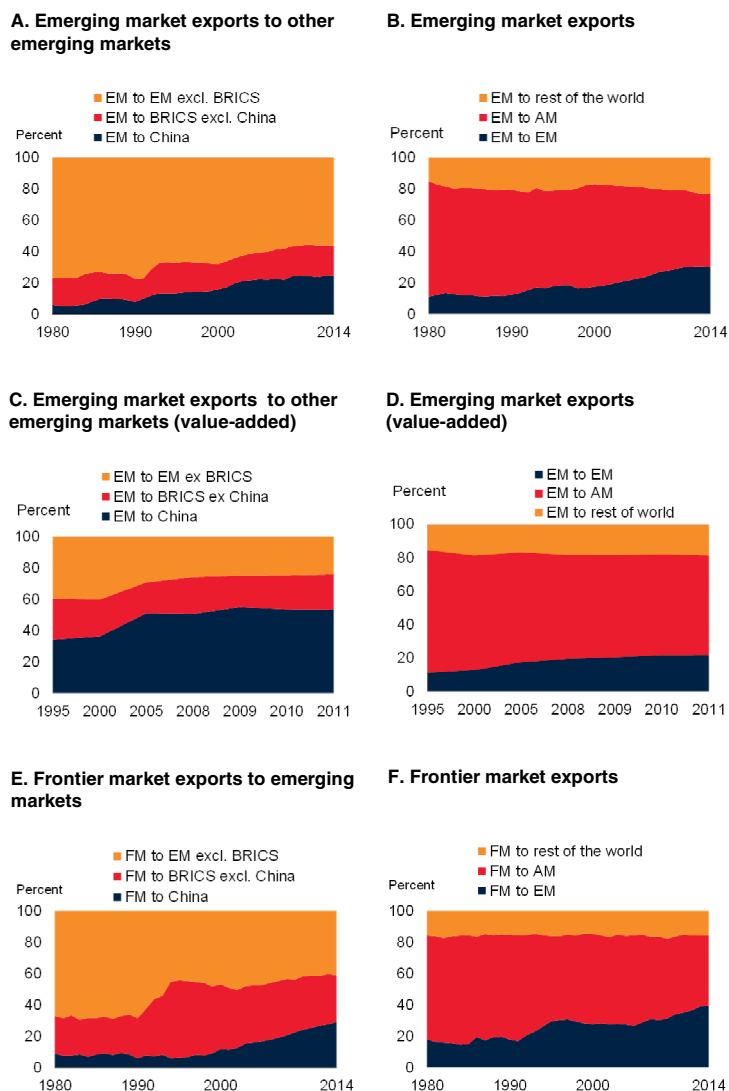 A. Emerging market exports to other
emerging markets
EM to EM excl. BRICS
EM to BRICS excl. China
EM to China
Percent
100
80
60
40
20
0
1980
1990
2000
2014
B. Emerging market exports
EM to rest of the world
EM to AM
EM to EM
Percent
100
80
60
40
20
0
1980
1990
2000
2014
C. Emerging market exports to other
emerging markets (value-added)
EM to EM ex BRICS
EM to BRICS ex China
EM to China
Percent
100
80
60
40
20
0
1995
2000
2005
2008
2009
2010
2011
D. Emerging market exports
(value-added)
EM to EM
EM to AM
EM to rest of world
Percent
100
80
60
40
20
0
1995
2000
2005
2008
2009
2010
2011
E. Frontier market exports to emerging
markets
FM to EM excl. BRICS
FM to BRICS excl. China
FM to China
Percent
100
80
60
40
20
0
1980
1990
2000
2014
F. Frontier market exports
FM to rest of the world
FM to AM
FM to EM
Percent
100
80
60
40
20
0
1980
1990
2000
2014